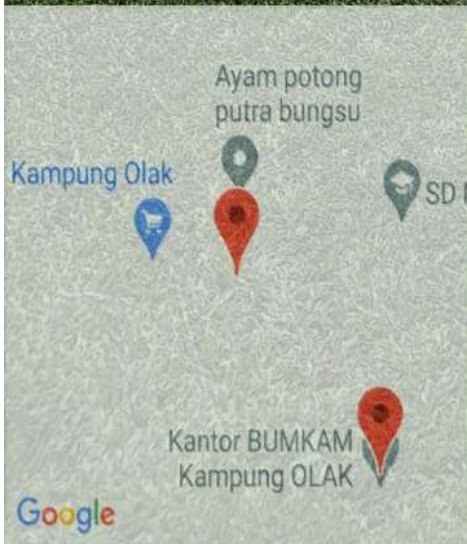 Ayam potong
putra bungsu
Kampung Olak
SD
Kantor BUMKAM
Kampung OLAK
Google